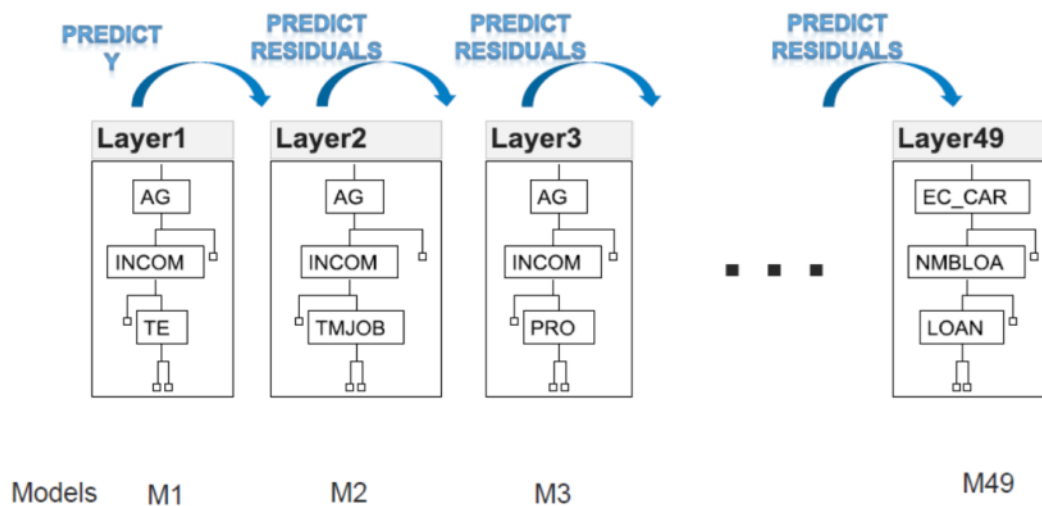 PREDICT
Y
PREDICT
RESIDUALS
PREDICT
RESIDUALS
PREDICT
RESIDUALS
Layer1
Layer2
Layer3
Layer49
AG
AG
AG
EC_CAR
INCOM
INCOM
INCOM
NMBLOA
TE
TMJOB
PRO
LOAN
Models
M1
M2
M3
M49